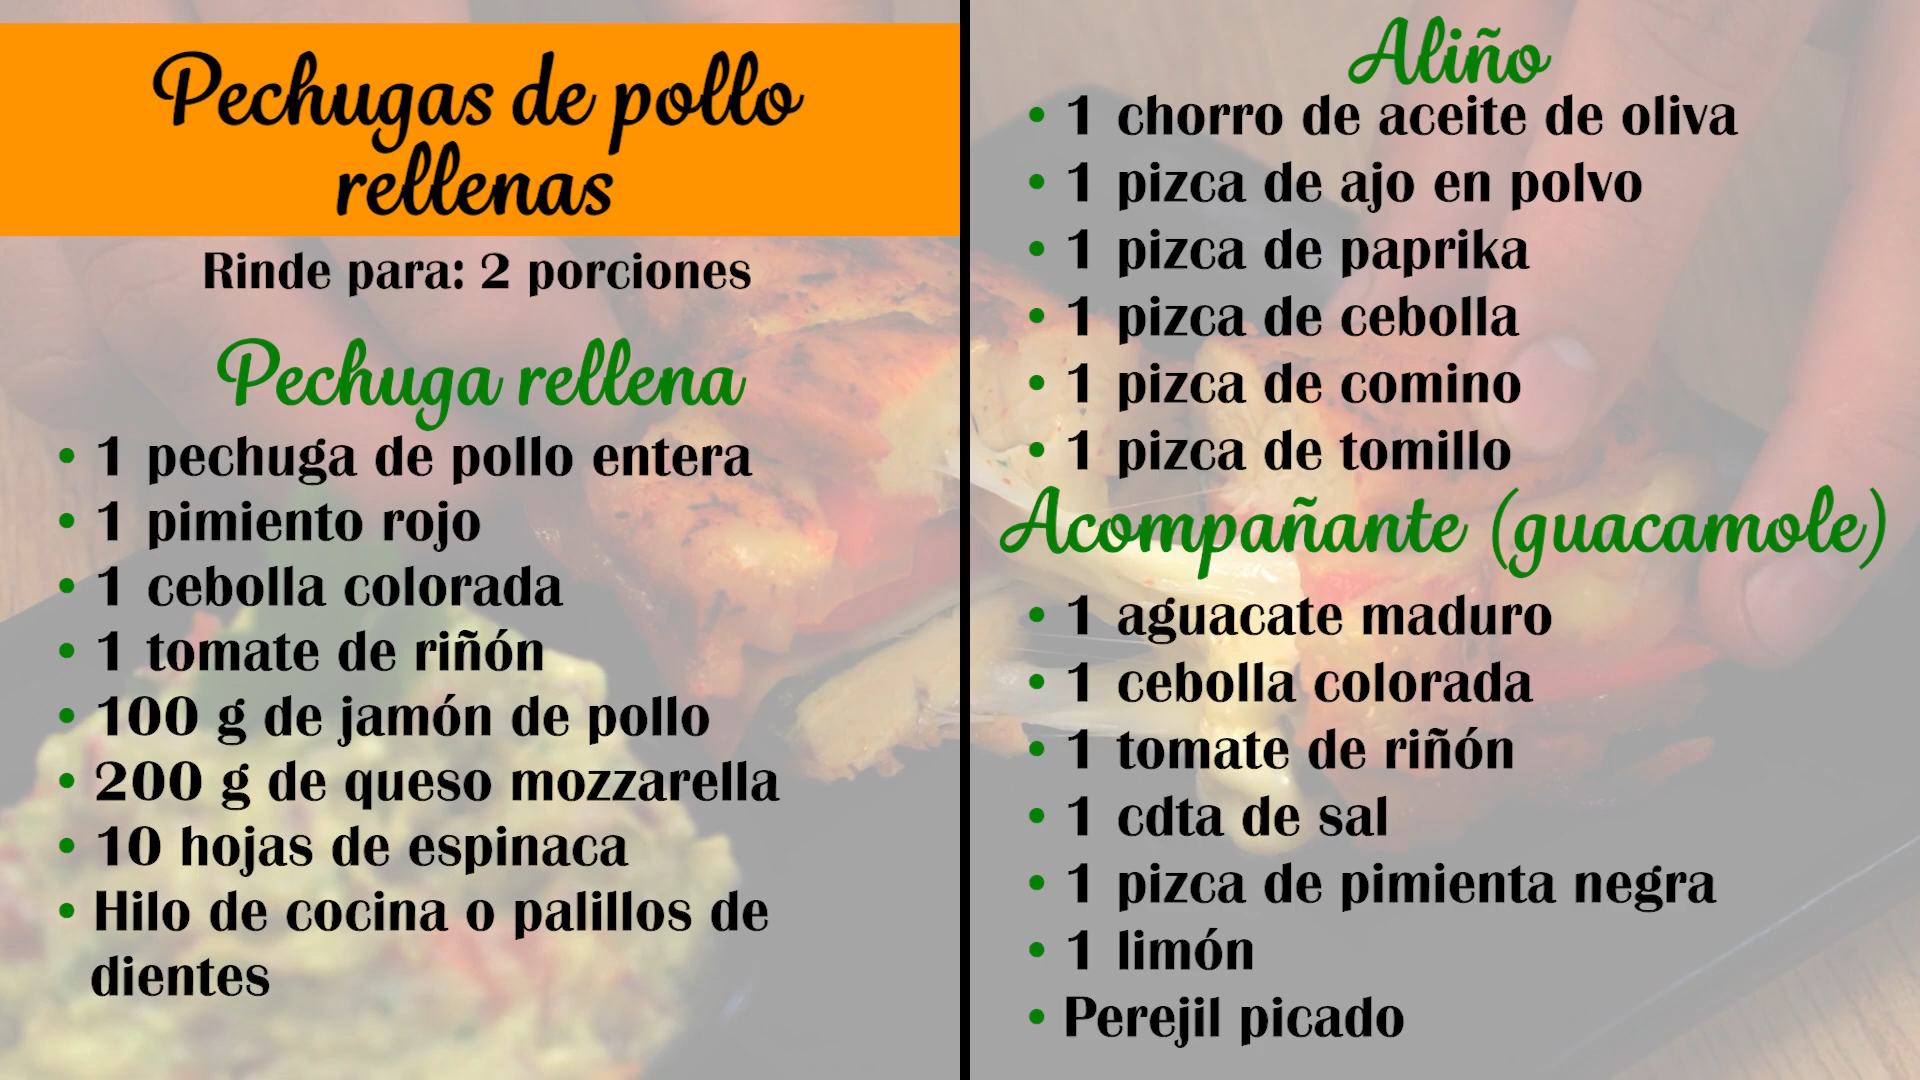 Pechugas de pollo
rellenas
Rinde para: 2 porciones
Pechuga rellena
• 1 pechuga de pollo entera
• 1 pimiento rojo
• 1 cebolla colorada
• 1 tomate de riñón
• 100 g de jamón de pollo
• 200 g de queso mozzarella
• 10 hojas de espinaca
• Hilo de cocina o palillos de
dientes
Aliño
• 1 chorro de aceite de oliva
• 1 pizca de ajo en polvo
• 1 pizca de paprika
• 1 pizca de cebolla
• 1 pizca de comino
• 1 pizca de tomillo
Acompañante (guacamole)
• 1 aguacate maduro
• 1 cebolla colorada
• 1 tomate de riñón
• 1 cdta de sal
• 1 pizca de pimienta negra
• 1 limón
• Perejil picado